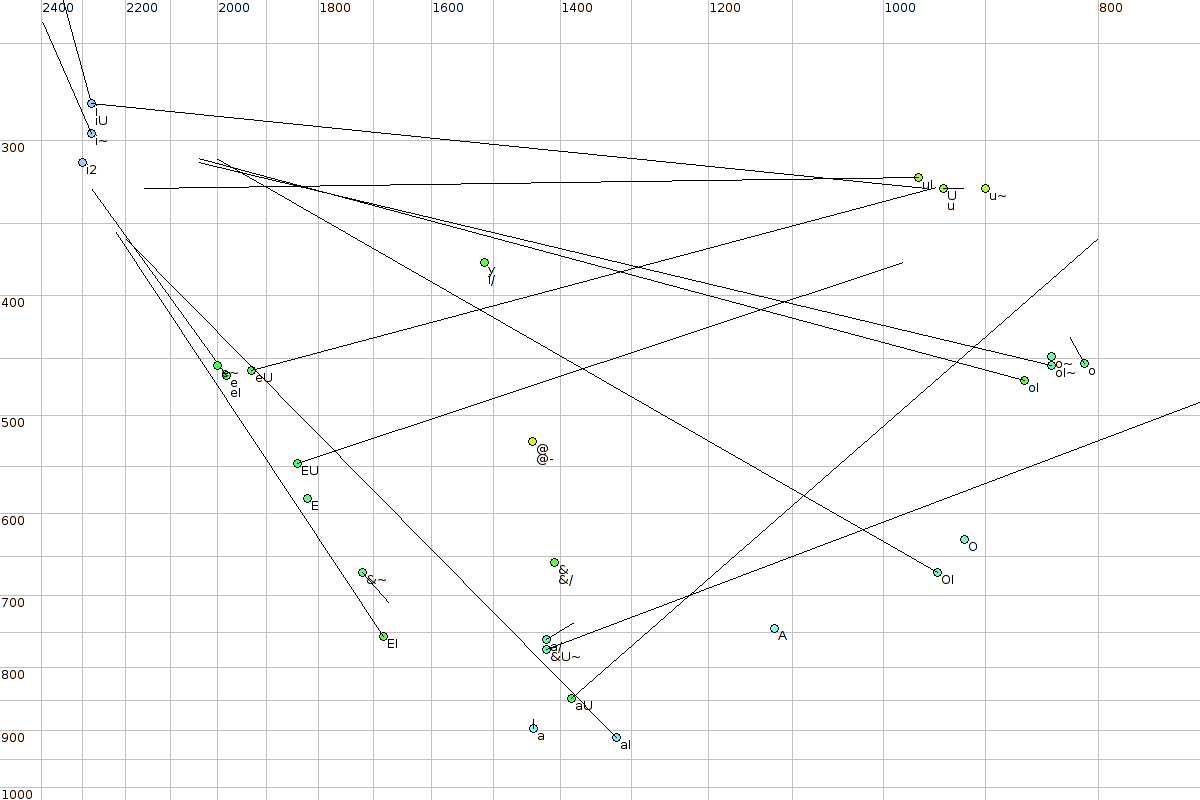 2400 2200 2000 1800 1600 1400 1200 1000 800
iU
i~
300
i2
uI
U
u
u~
y
i/
400
e~
e
eI
eU
o~
oI~
o
oI
500
@
@-
EU
E
600
O
&
&/
&~
OI
700
A
EI
a/
&U~
800
aU
900
a
aI
1000